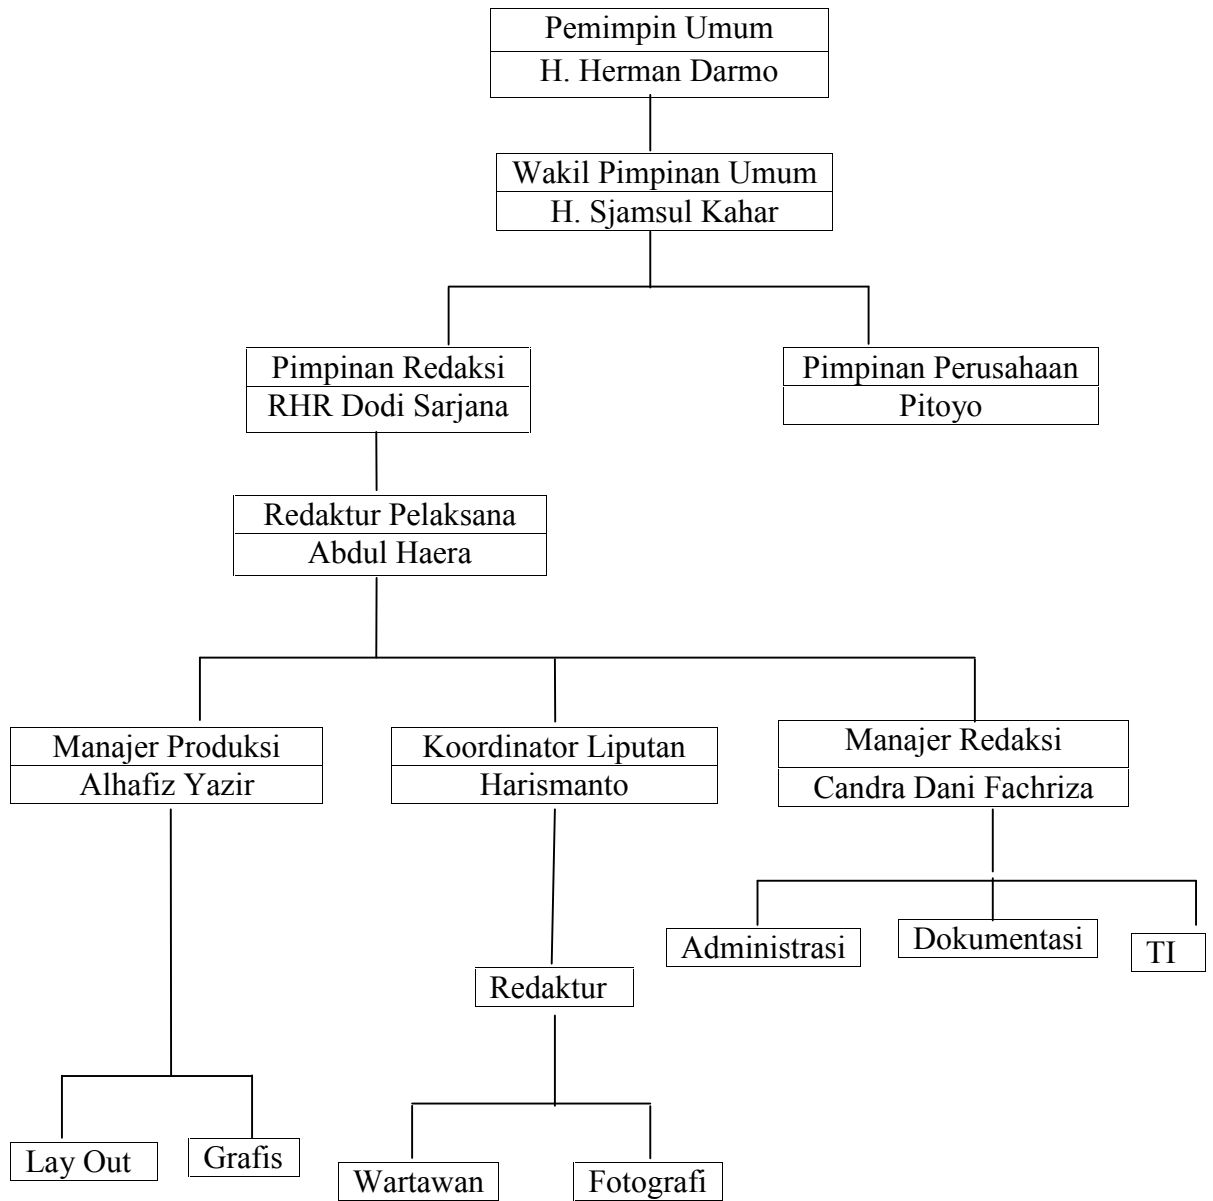 Pemimpin Umum
H. Herman Darmo
Wakil Pimpinan Umum
H. Sjamsul Kahar
Pimpinan Redaksi
RHR Dodi Sarjana
Pimpinan Perusahaan
Pitoyo
Redaktur Pelaksana
Abdul Haera
Manajer Produksi
Alhafiz Yazir
Koordinator Liputan
Harismanto
Manajer Redaksi
Candra Dani Fachriza
Administrasi
Dokumentasi
TI
Redaktur
Lay Out
Grafis
Wartawan
Fotografi